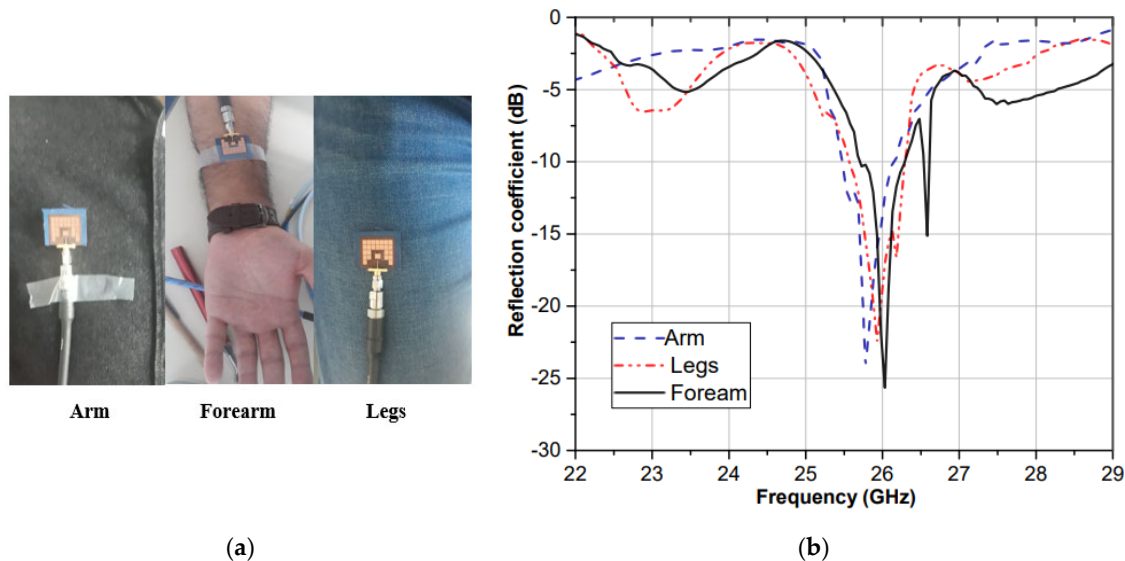 Arm
Forearm
Legs
Reflection coefficient (dB)
0
-5
-10
-15
-20
-25
-30
Arm
Legs
Foream
22
23
24
25
26
27
28
29
Frequency (GHz)
(a)
(b)